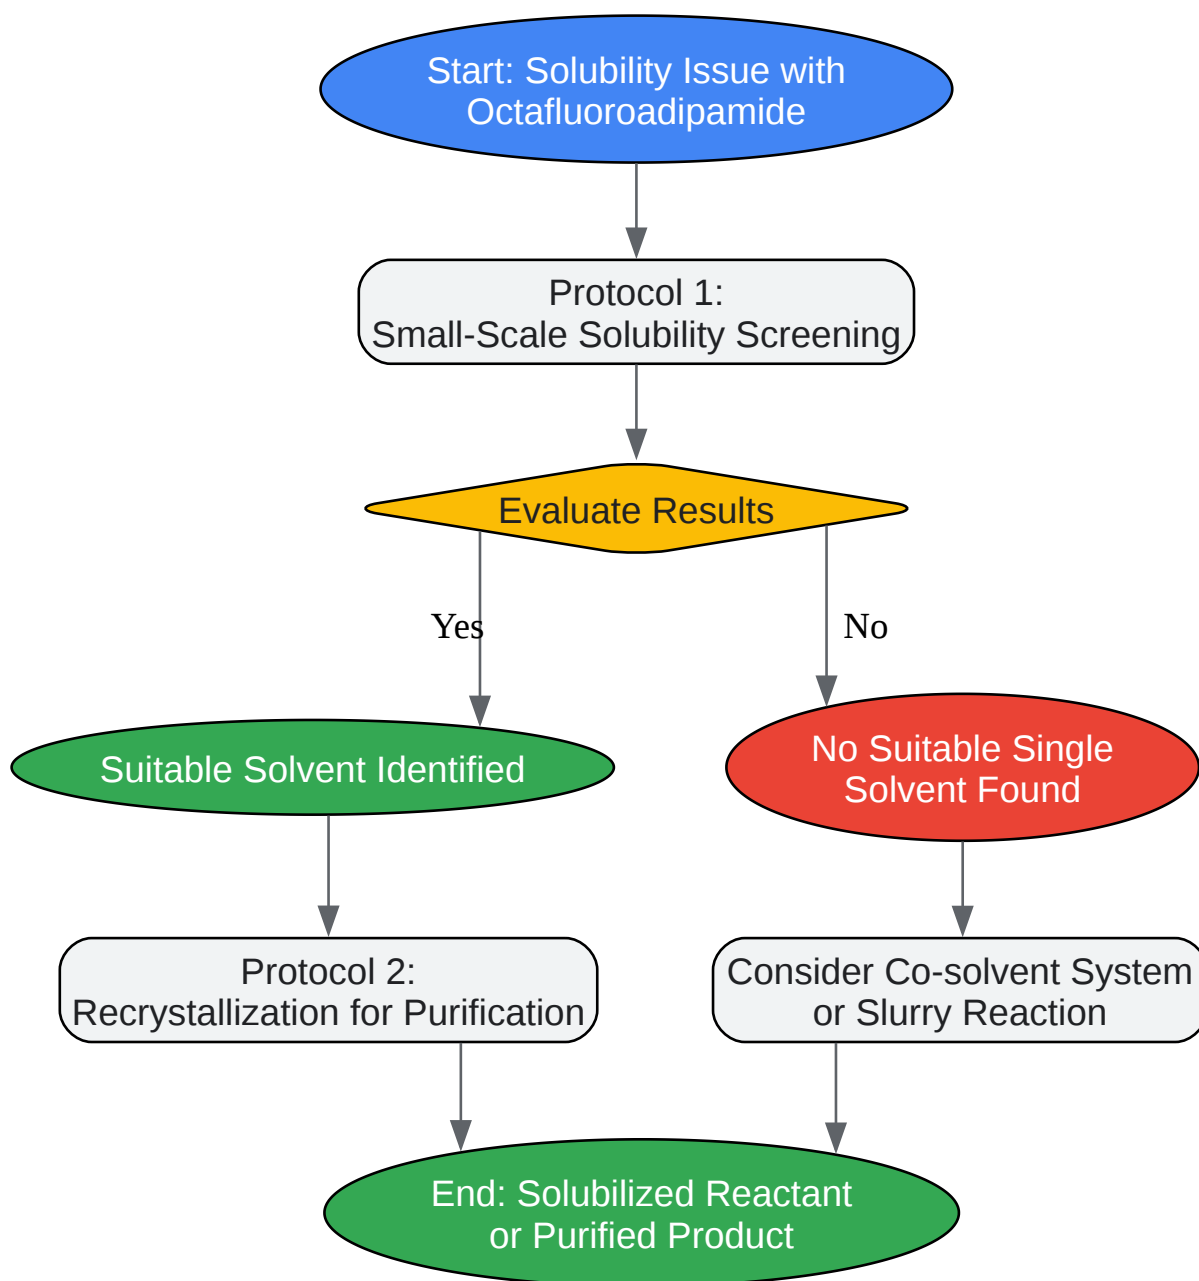 Start: Solubility Issue with
Octafluoroadipamide
Protocol 1:
Small-Scale Solubility Screening
Evaluate Results
Yes
No
Suitable Solvent Identified
No Suitable Single
Solvent Found
Protocol 2:
Recrystallization for Purification
Consider Co-solvent System
or Slurry Reaction
End: Solubilized Reactant
or Purified Product